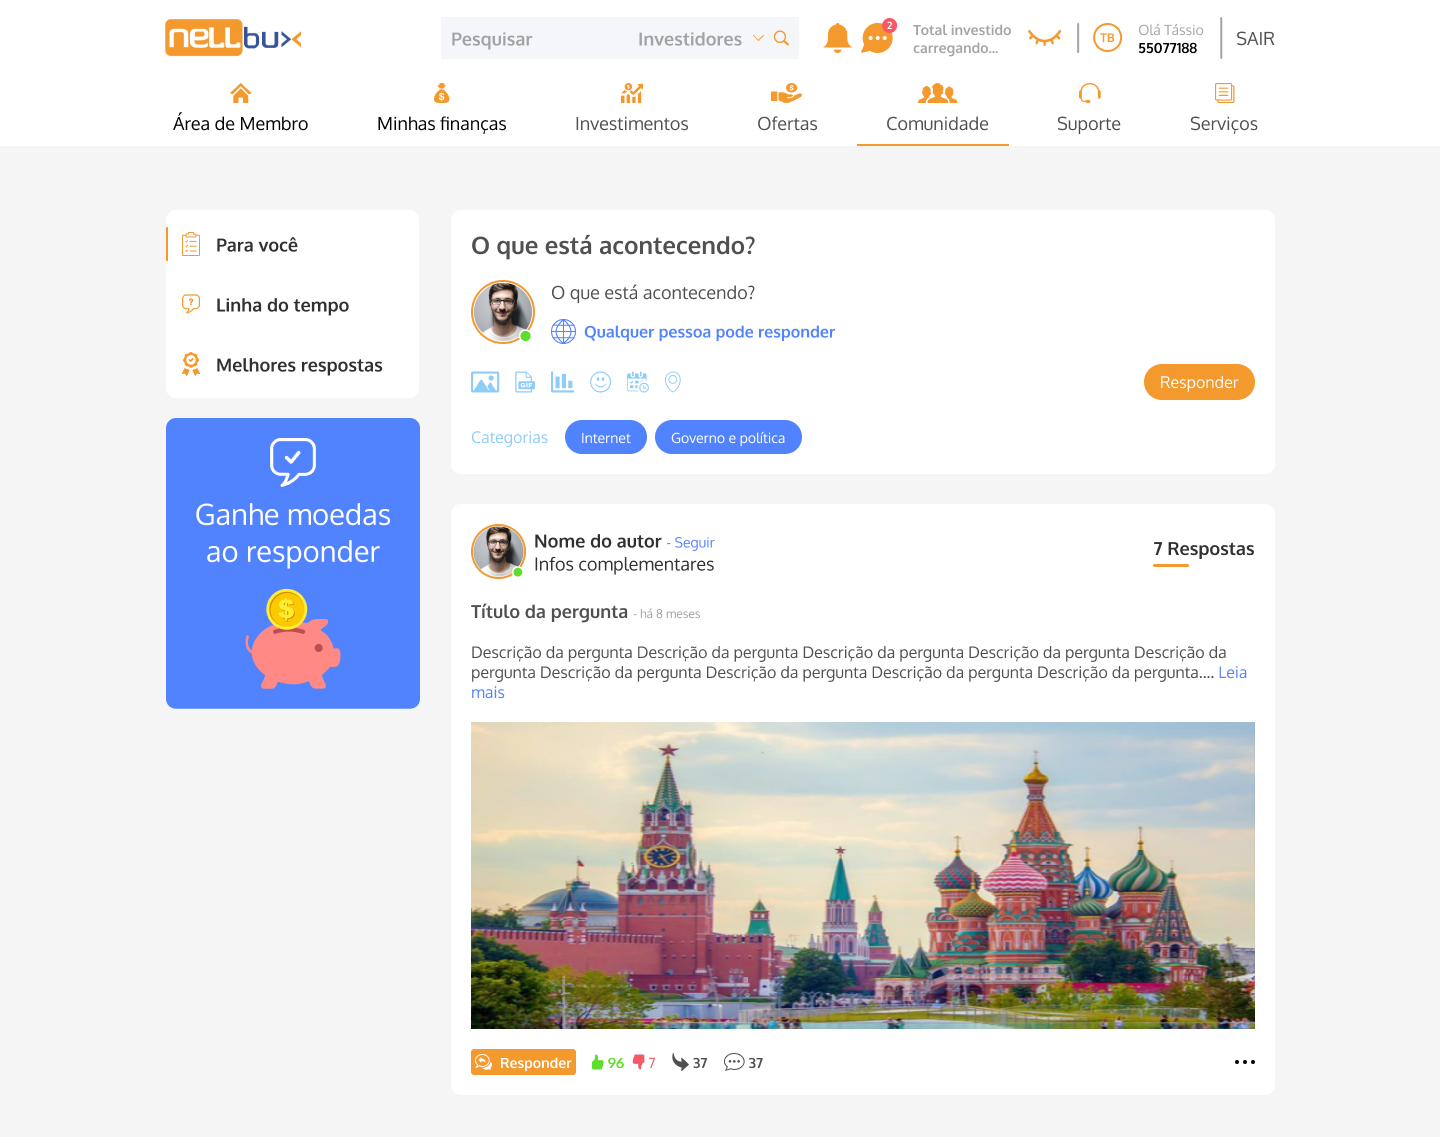 nellbux
Pesquisar
Investidores
2
Total investido
carregando...
TB
Olá Tássio
55077188
SAIR
Área de Membro
Minhas finanças
Investimentos
Ofertas
Comunidade
Suporte
Serviços
Para você
Linha do tempo
Melhores respostas
Ganhe moedas
ao responder
$
O que está acontecendo?
O que está acontecendo?
Qualquer pessoa pode responder
GIF
Responder
Categorias
Internet
Governo e política
Nome do autor - Seguir
Infos complementares
7 Respostas
Título da pergunta - há 8 meses
Descrição da pergunta Descrição da pergunta Descrição da pergunta Descrição da pergunta Descrição da
pergunta Descrição da pergunta Descrição da pergunta Descrição da pergunta Descrição da pergunta.... Leia
mais
Responder
96
7
37
37